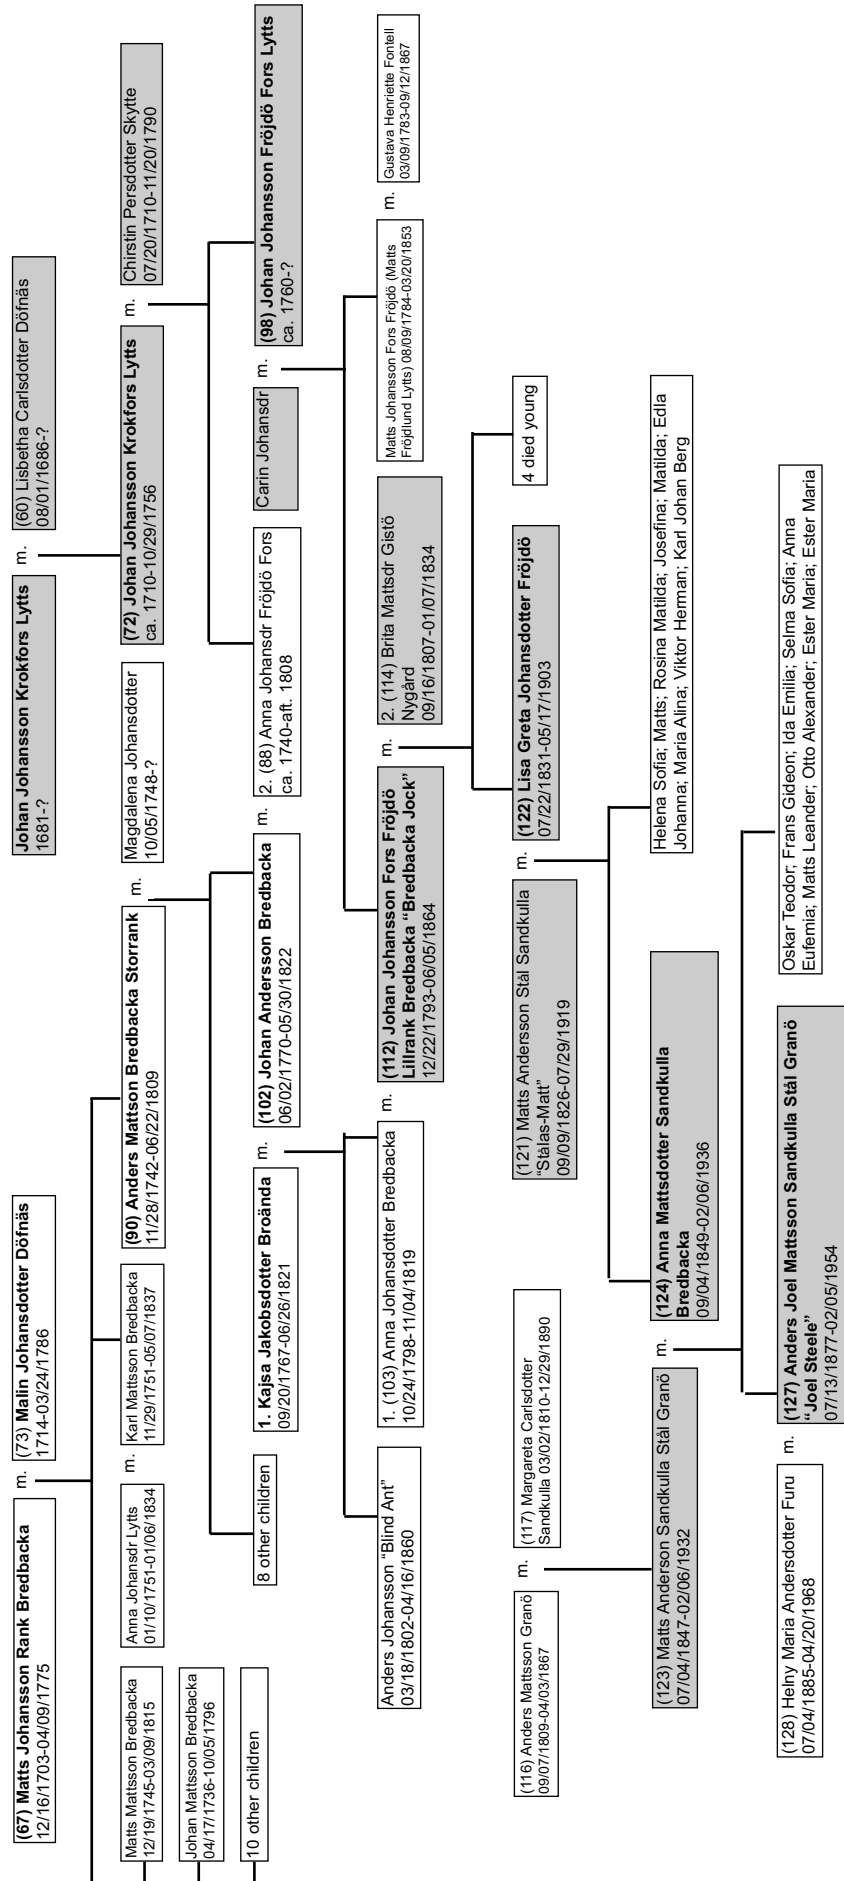 (67) Matts Johansson Rank Bredbacka
12/16/1703-04/09/1775
m.
(73) Malin Johansdotter Döfnäs
1714-03/24/1786
Johan Johansson Krokfors Lytts
1681-?
m.
(60) Lisbetha Carlsdotter Döfnäs
08/01/1686-?
Matts Mattsson Bredbacka
12/19/1745-03/09/1815
Anna Johansdr Lytts
01/10/1751-01/06/1834
m.
Karl Mattsson Bredbacka
11/29/1751-05/07/1837
(90) Anders Mattson Bredbacka Storrank
11/28/1742-06/22/1809
m.
Magdalena Johansdotter
10/05/1748-?
(72) Johan Johansson Krokfors Lytts
ca. 1710-10/29/1756
m.
Chirstin Persdotter Skytte
07/20/1710-11/20/1790
Johan Mattsson Bredbacka
04/17/1736-10/05/1796
10 other children
8 other children
1. Kajsa Jakobsdotter Broända
09/20/1767-06/26/1821
m.
(102) Johan Andersson Bredbacka
06/02/1770-05/30/1822
m.
2. (88) Anna Johansdr Fröjdö Fors
ca. 1740-aft. 1808
Carin Johansdr
m.
(98) Johan Johansson Fröjdö Fors Lytts
ca. 1760-?
Anders Johansson "Blind Ant"
03/18/1802-04/16/1860
1. (103) Anna Johansdotter Bredbacka
10/24/1798-11/04/1819
m.
(112) Johan Johansson Fors Fröjdö
Lillrank Bredbacka "Bredbacka Jock"
12/22/1793-06/05/1864
m.
2. (114) Brita Mattsdr Gistö
Nygård
09/16/1807-01/07/1834
Matts Johansson Fors Fröjdö (Matts
Fröjdlund Lytts) 08/09/1784-03/20/1853
m.
Gustava Henriette Fontell
03/09/1783-09/12/1867
(116) Anders Mattsson Granö
09/07/1809-04/03/1867
m.
(117) Margareta Carlsdotter
Sandkulla 03/02/1810-12/29/1890
(121) Matts Andersson Stål Sandkulla
"Stålas-Matt"
09/09/1826-07/29/1919
m.
(122) Lisa Greta Johansdotter Fröjdö
07/22/1831-05/17/1903
4 died young
(123) Matts Anderson Sandkulla Stål Granö
07/04/1847-02/06/1932
m.
(124) Anna Mattsdotter Sandkulla
Bredbacka
09/04/1849-02/06/1936
Helena Sofia; Matts; Rosina Matilda; Josefina; Matilda; Edla
Johanna; Maria Alina; Viktor Herman; Karl Johan Berg
(128) Helny Maria Andersdotter Furu
07/04/1885-04/20/1968
m.
(127) Anders Joel Mattsson Sandkulla Stål Granö
"Joel Steele"
07/13/1877-02/05/1954
Oskar Teodor; Frans Gideon; Ida Emilia; Selma Sofia; Anna
Eufemia; Matts Leander; Otto Alexander; Ester Maria; Ester Maria